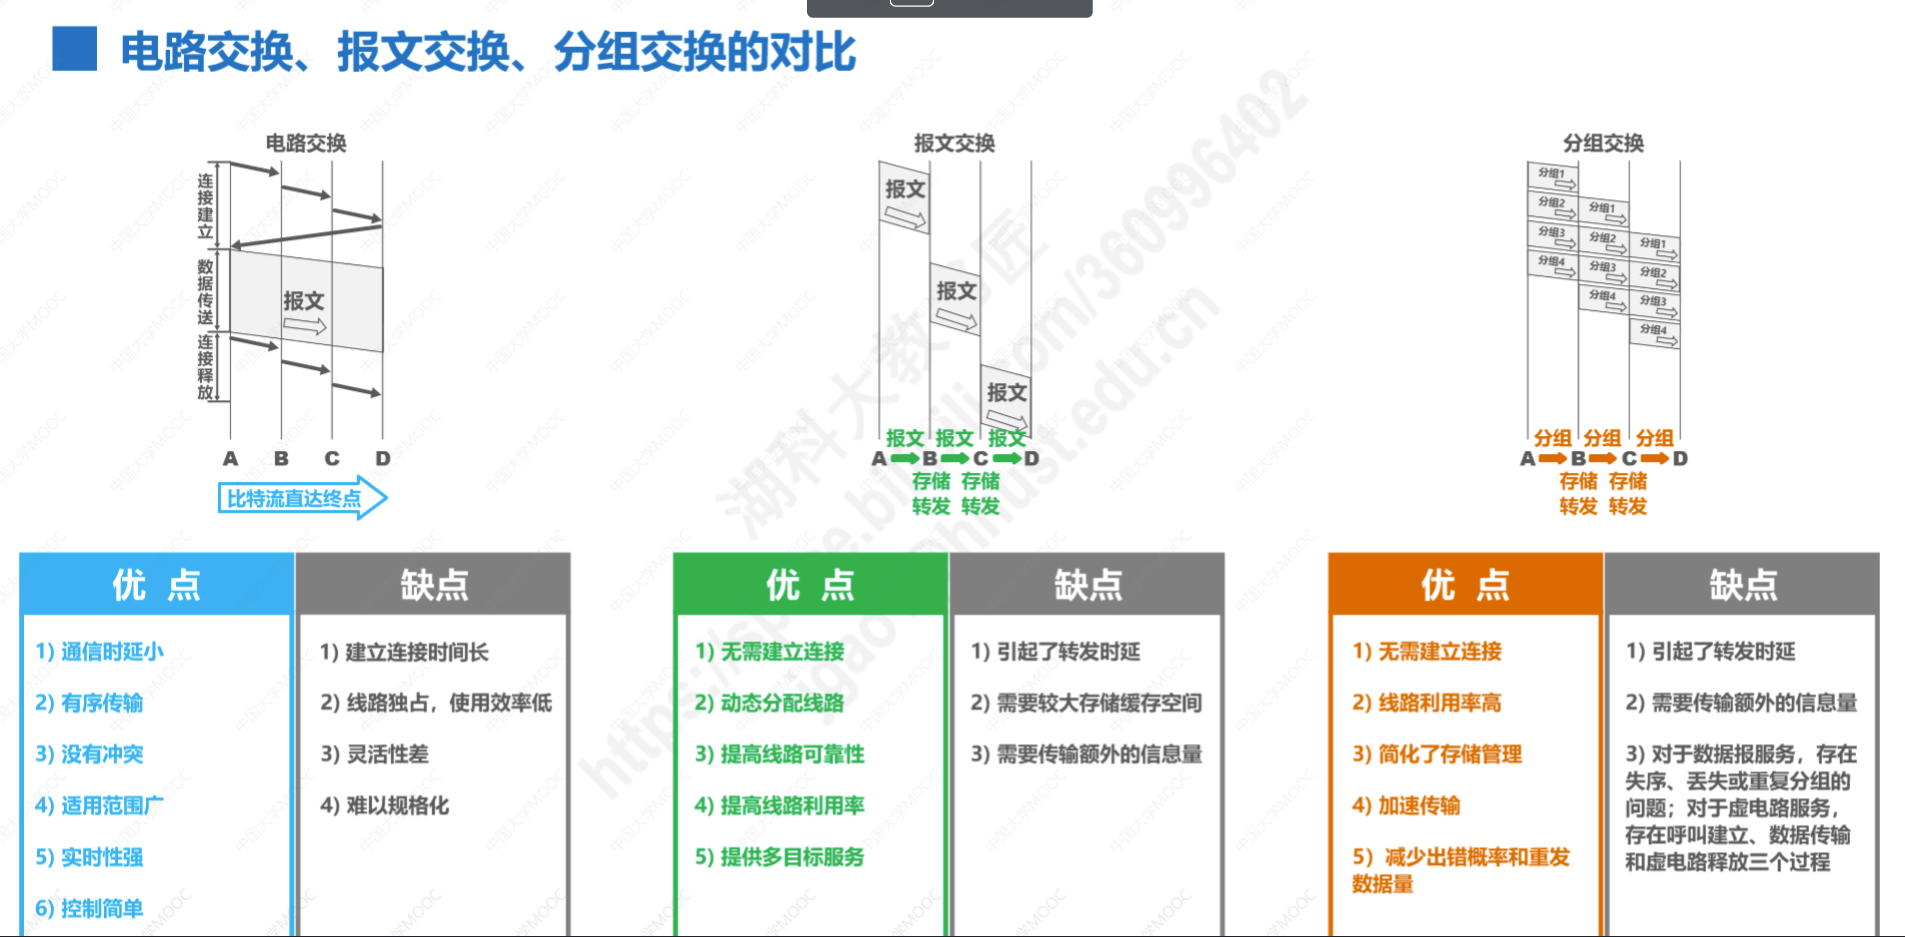 电路交换、报文交换、分组交换的对比
电路交换
连接建立
数据传送
连接释放
报文
A B C D
比特流直达终点
报文交换
报文
报文
报文
报文 报文 报文
A B C D
存储 存储
转发 转发
分组交换
分组1
分组2 分组1
分组3 分组2 分组1
分组4 分组3 分组2
分组4 分组3
分组4
分组 分组 分组
A B C D
存储 存储
转发 转发
优 点
1) 通信时延小
2) 有序传输
3) 没有冲突
4) 适用范围广
5) 实时性强
6) 控制简单
缺点
1) 建立连接时间长
2) 线路独占，使用效率低
3) 灵活性差
4) 难以规格化
优 点
1) 无需建立连接
2) 动态分配线路
3) 提高线路可靠性
4) 提高线路利用率
5) 提供多目标服务
缺点
1) 引起了转发时延
2) 需要较大存储缓存空间
3) 需要传输额外的信息量
优 点
1) 无需建立连接
2) 线路利用率高
3) 简化了存储管理
4) 加速传输
5）减少出错概率和重发
数据量
缺点
1) 引起了转发时延
2) 需要传输额外的信息量
3) 对于数据报服务，存在
失序、丢失或重复分组的
问题；对于虚电路服务，
存在呼叫建立、数据传输
和虚电路释放三个过程
中国大学MOOC